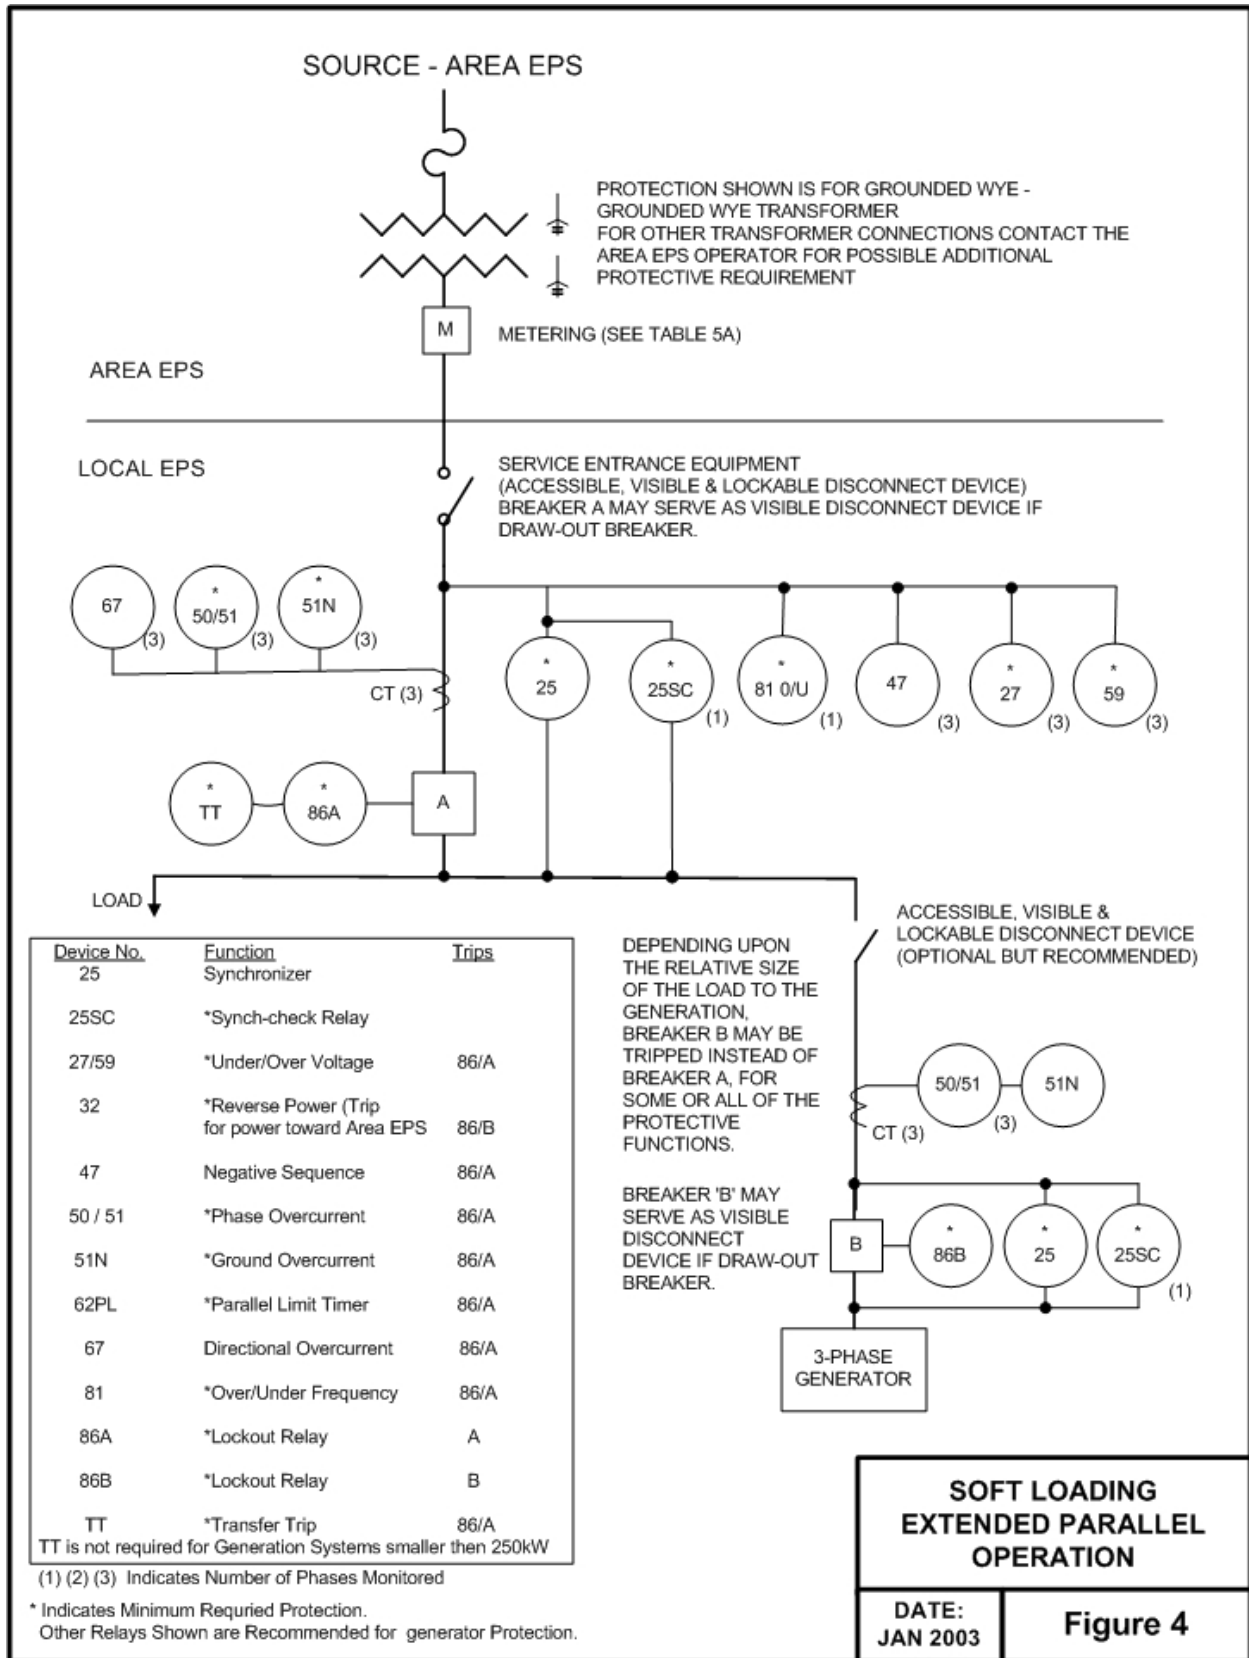 SOURCE - AREA EPS
PROTECTION SHOWN IS FOR GROUNDED WYE -
GROUNDED WYE TRANSFORMER
FOR OTHER TRANSFORMER CONNECTIONS CONTACT THE
AREA EPS OPERATOR FOR POSSIBLE ADDITIONAL
PROTECTIVE REQUIREMENT
M
METERING (SEE TABLE 5A)
AREA EPS
LOCAL EPS
SERVICE ENTRANCE EQUIPMENT
(ACCESSIBLE, VISIBLE & LOCKABLE DISCONNECT DEVICE)
BREAKER A MAY SERVE AS VISIBLE DISCONNECT DEVICE IF
DRAW-OUT BREAKER.
67
(3)
*
50/51
(3)
*
51N
(3)
CT (3)
*
25
*
25SC
(1)
*
81 0/U
(1)
47
(3)
*
27
(3)
*
59
(3)
*
TT
*
86A
A
LOAD
Device No. Function Trips
25 Synchronizer
25SC *Synch-check Relay
27/59 *Under/Over Voltage 86/A
32 *Reverse Power (Trip
for power toward Area EPS 86/B
47 Negative Sequence 86/A
50 / 51 *Phase Overcurrent 86/A
51N *Ground Overcurrent 86/A
62PL *Parallel Limit Timer 86/A
67 Directional Overcurrent 86/A
81 *Over/Under Frequency 86/A
86A *Lockout Relay A
86B *Lockout Relay B
TT *Transfer Trip 86/A
TT is not required for Generation Systems smaller then 250kW
(1) (2) (3) Indicates Number of Phases Monitored
* Indicates Minimum Requried Protection.
Other Relays Shown are Recommended for generator Protection.
DEPENDING UPON
THE RELATIVE SIZE
OF THE LOAD TO THE
GENERATION,
BREAKER B MAY BE
TRIPPED INSTEAD OF
BREAKER A, FOR
SOME OR ALL OF THE
PROTECTIVE
FUNCTIONS.
BREAKER 'B' MAY
SERVE AS VISIBLE
DISCONNECT
DEVICE IF DRAW-OUT
BREAKER.
ACCESSIBLE, VISIBLE &
LOCKABLE DISCONNECT DEVICE
(OPTIONAL BUT RECOMMENDED)
50/51
(3)
51N
CT (3)
B
*
86B
*
25
*
25SC
(1)
3-PHASE
GENERATOR
SOFT LOADING
EXTENDED PARALLEL
OPERATION
DATE:
JAN 2003
Figure 4